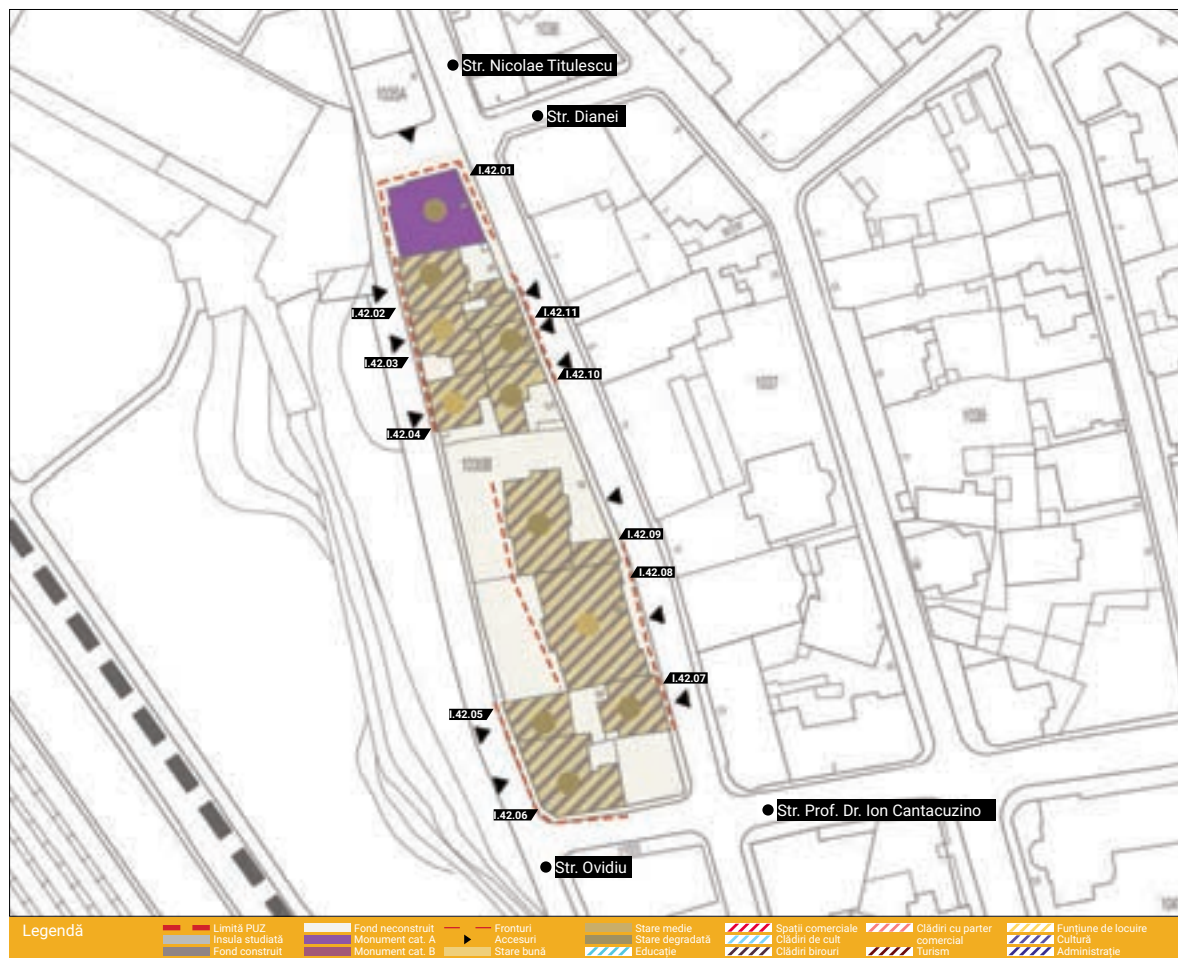 Str. Nicolae Titulescu
1035A
Str. Dianei
I.42.01
I.42.02
I.42.11
I.42.03
I.42.10
1037
I.42.04
I.42.09
I.42.08
I.42.07
I.42.05
I.42.06
Str. Prof. Dr. Ion Cantacuzino
Str. Ovidiu
Legendă
Limită PUZ
Insula studiată
Fond construit
Fond neconstruit
Monument cat. A
Monument cat. B
Fronturi
Accesuri
Stare bună
Stare medie
Stare degradată
Educație
Spații comerciale
Clădiri de cult
Clădiri birouri
Clădiri cu parter
comercial
Turism
Funțiune de locuire
Cultură
Administrație